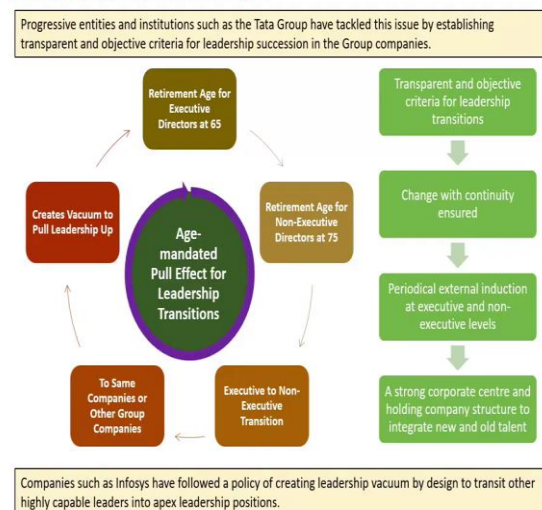 Progressive entities and institutions such as the Tata Group have tackled this issue by establishing
transparent and objective criteria for leadership succession in the Group companies.
Retirement Age for
Executive
Directors at 65
Retirement Age for
Non-Executive
Directors at 75
Executive to Non-
Executive
Transition
To Same
Companies or
Other Group
Companies
Creates Vacuum to
Pull Leadership Up
Age-
mandated
Pull Effect for
Leadership
Transitions
Transparent and objective
criteria for leadership
transitions
Change with continuity
ensured
Periodical external induction
at executive and non-
executive levels
A strong corporate centre and
holding company structure to
integrate new and old talent
Companies such as Infosys have followed a policy of creating leadership vacuum by design to transit other
highly capable leaders into apex leadership positions.